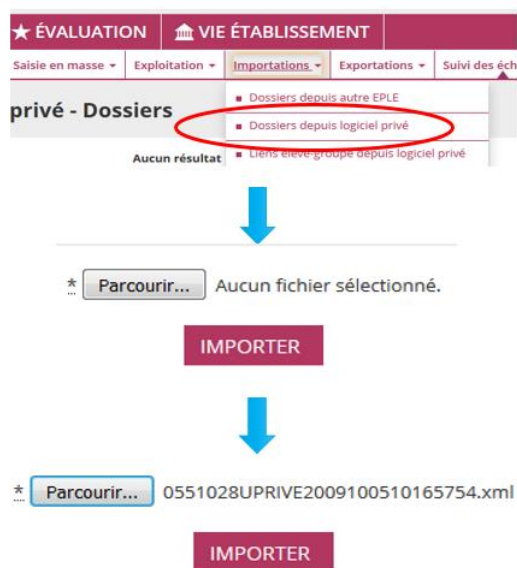 ★ ÉVALUATION VIE ÉTABLISSEMENT
Saisie en masse Exploitation Importations Exportations Suivi des éch
Dossiers depuis autre EPLE
privé - Dossiers
Dossiers depuis logiciel privé
Aucun résultat Liens élève-groupe depuis logiciel privé
* Parcourir... Aucun fichier sélectionné.
IMPORTER
* Parcourir... 0551028UPRIVE2009100510165754.xml
IMPORTER